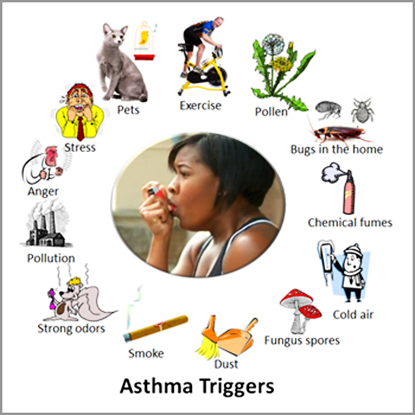 Pets
Exercise
Pollen
Bugs in the home
Chemical fumes
Cold air
Fungus spores
Dust
Smoke
Strong odors
Pollution
Anger
Stress
Asthma Triggers